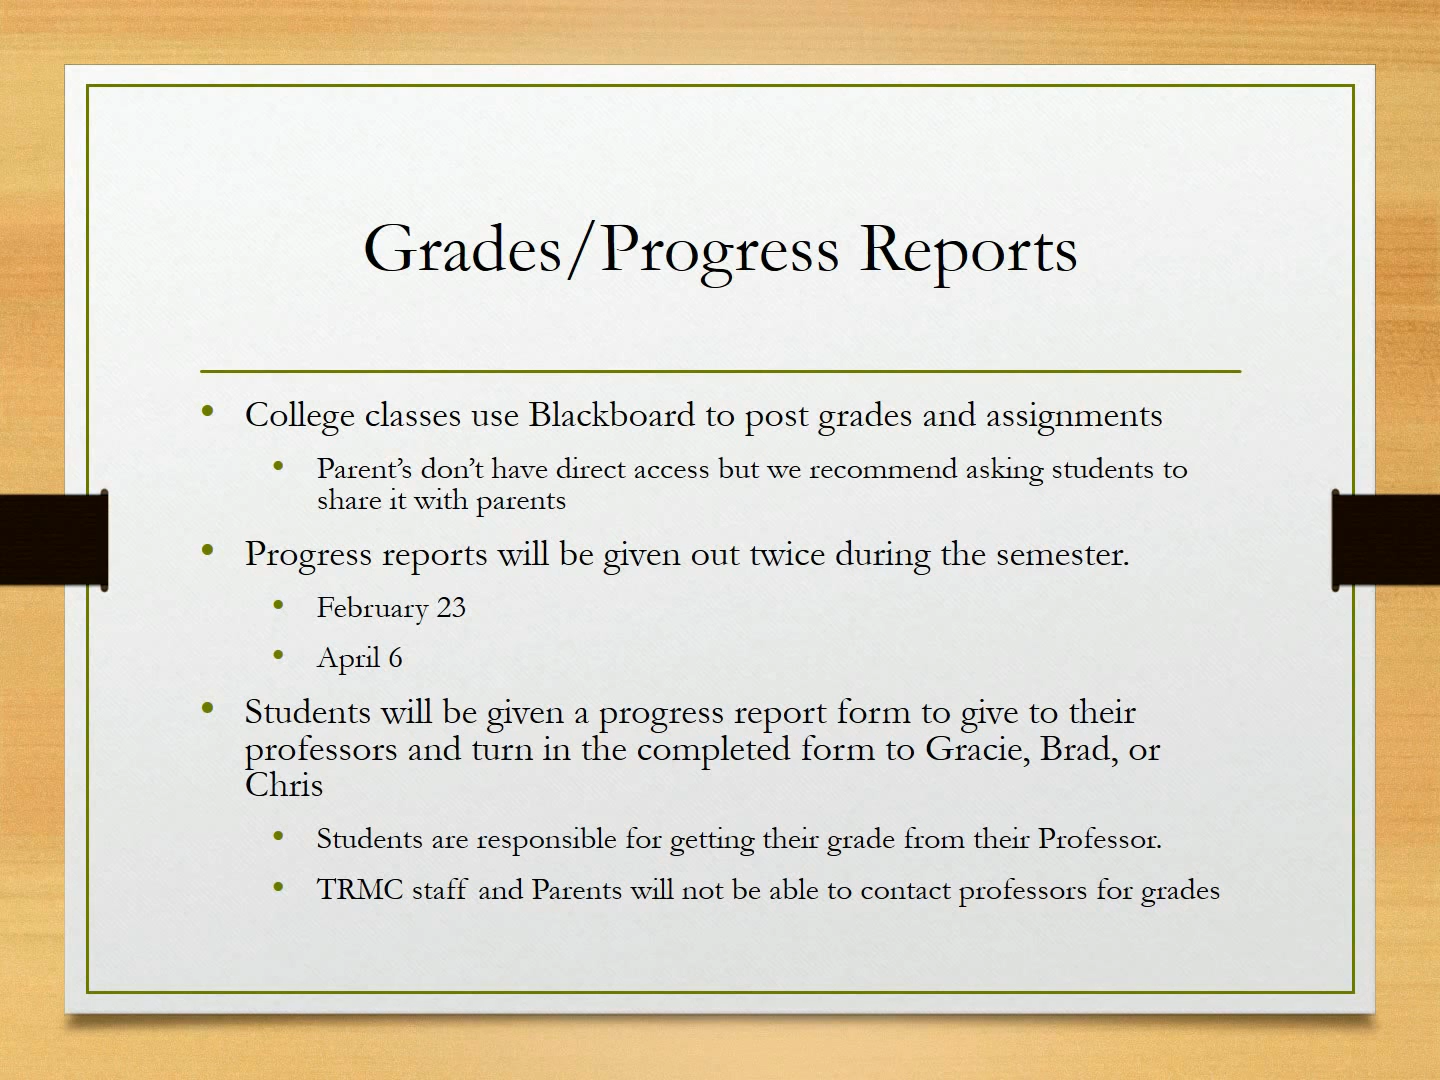 Grades/Progress Reports
• College classes use Blackboard to post grades and assignments
• Parent’s don’t have direct access but we recommend asking students to
share it with parents
• Progress reports will be given out twice during the semester.
• February 23
• April 6
• Students will be given a progress report form to give to their
professors and turn in the completed form to Gracie, Brad, or
Chris
• Students are responsible for getting their grade from their Professor.
• TRMC staff and Parents will not be able to contact professors for grades